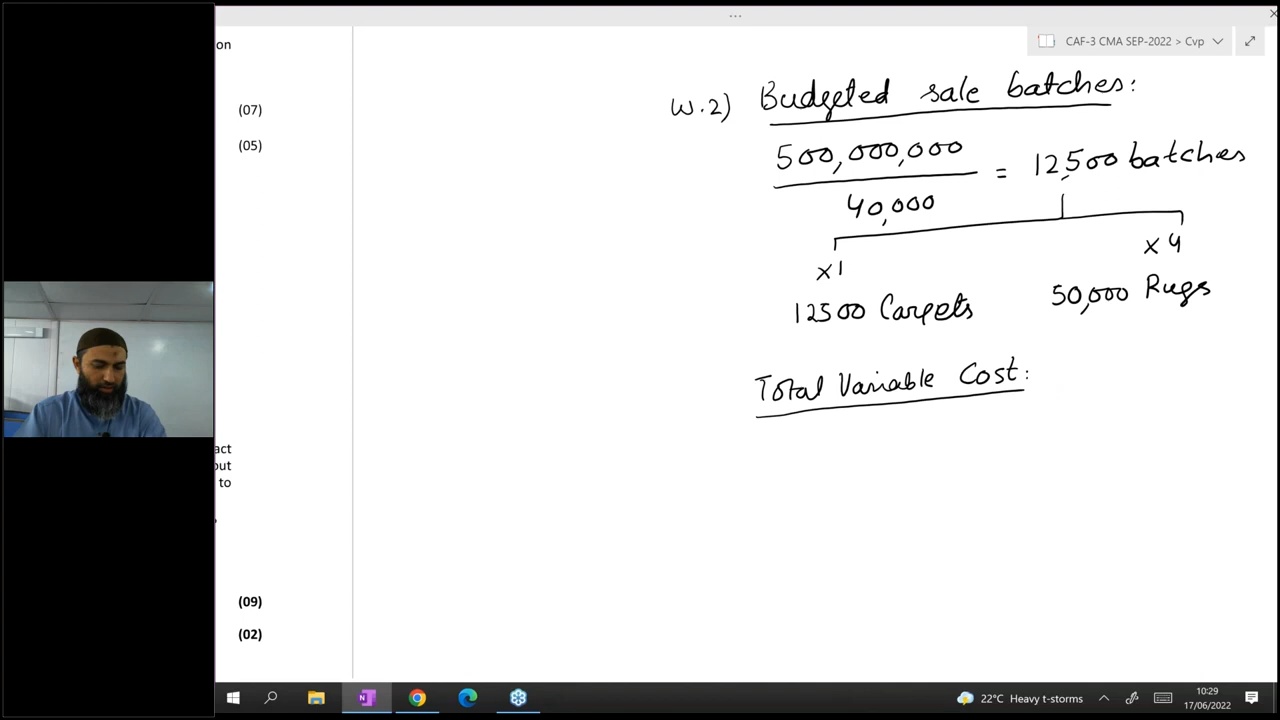 ...
on
CAF-3 CMA SEP-2022 > Cvp
(07)
(05)
W.2) Budgeted sale batches:
500,000,000
40,000
= 12,500 batches
x1
x4
12500 Carpets
50,000 Rugs
Total Variable Cost:
act
out
to
?
(09)
(02)
22°C Heavy t-storms
10:29
17/06/2022